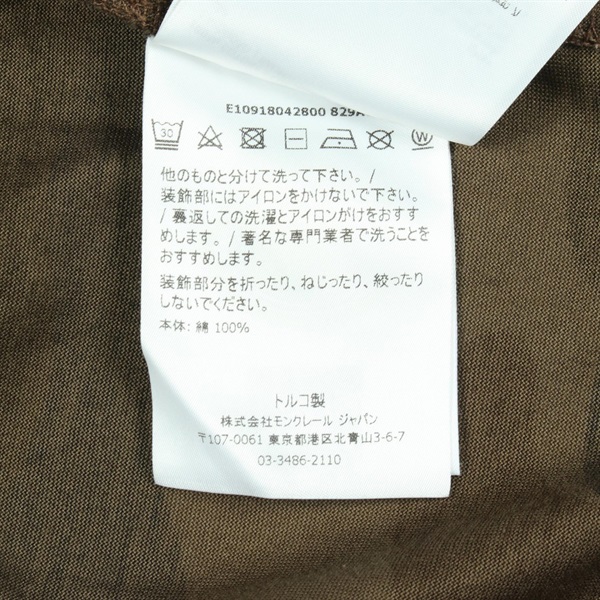 E10918042800 829A
30
W
他のものと分けて洗って下さい。/
装飾部にはアイロンをかけないで下さい。
/ 裏返しての洗濯とアイロンがけをおすす
めします。/ 著名な専門業者で洗うことを
おすすめします。
装飾部分を折ったり、ねじったり、絞ったり
しないでください。
本体: 綿 100%
トルコ製
株式会社モンクレール ジャパン
〒107-0061 東京都港区北青山3-6-7
03-3486-2110